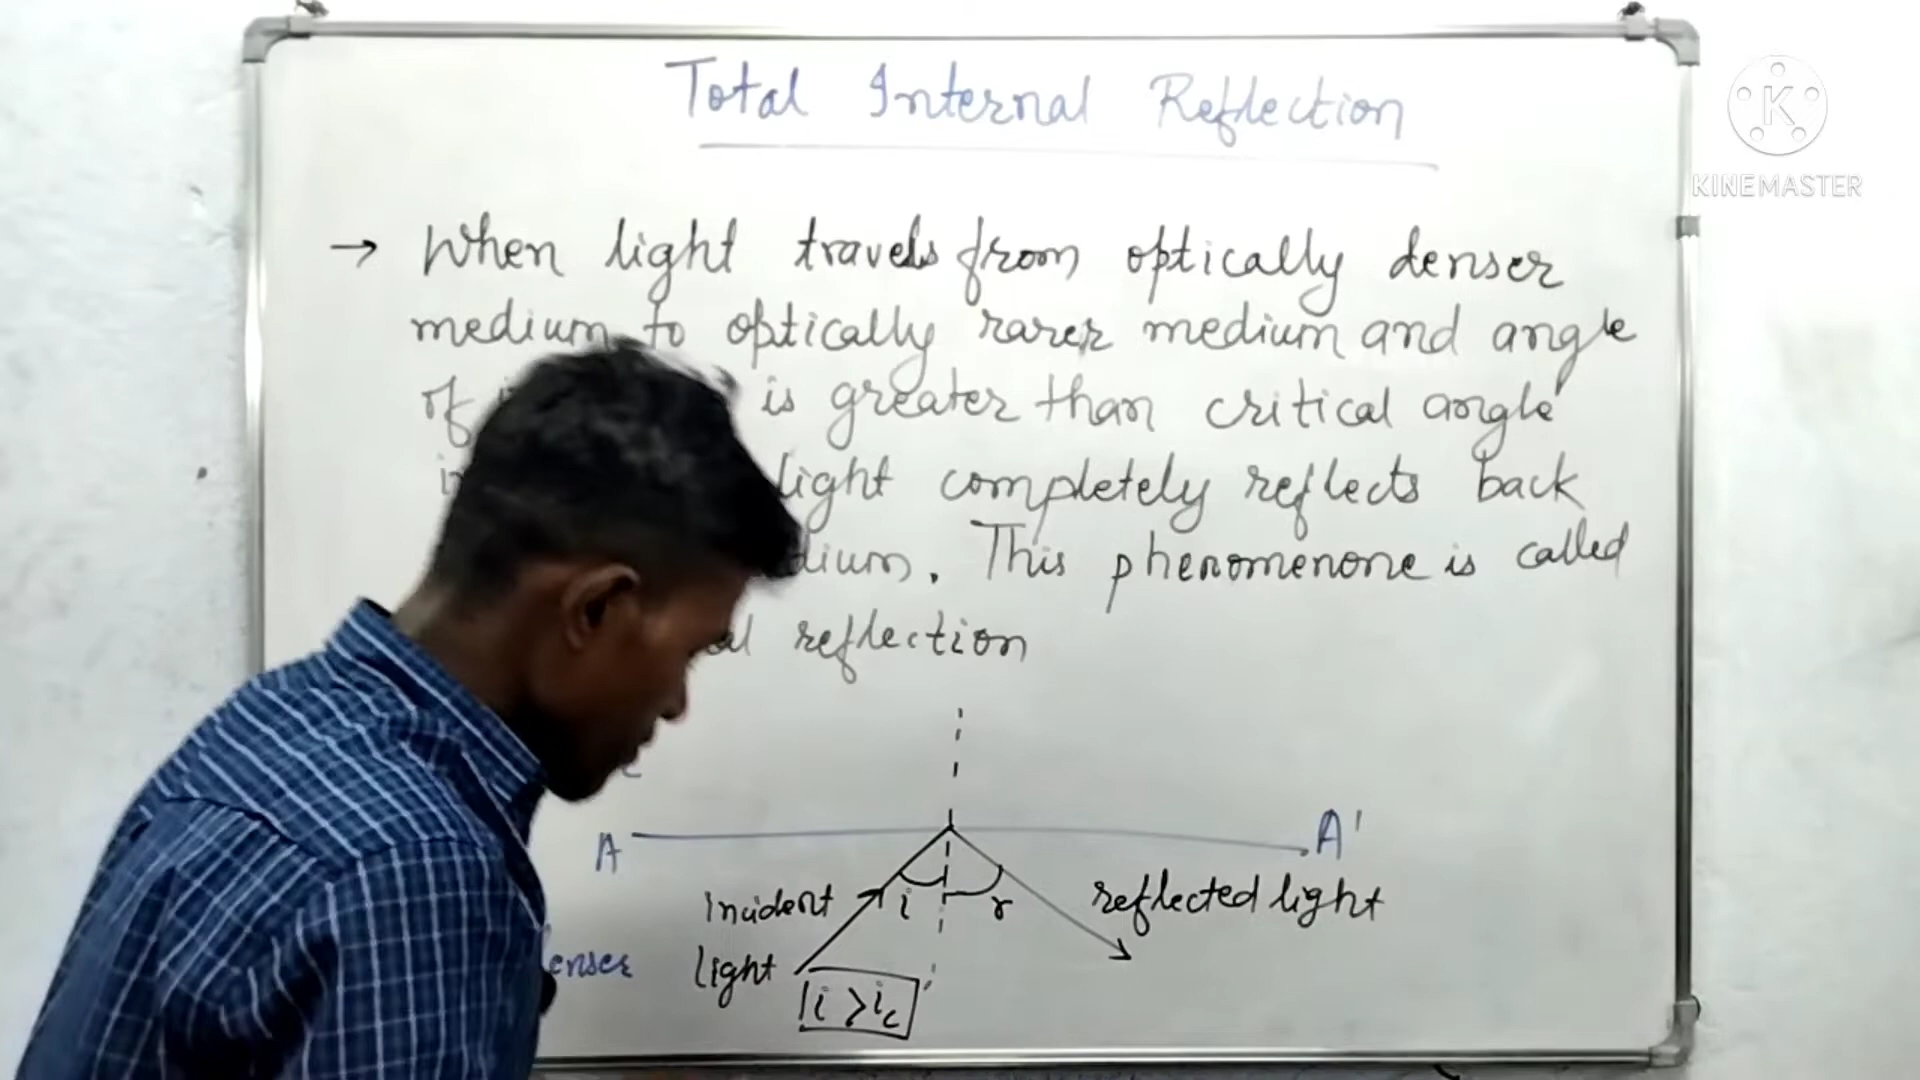 Total Internal Reflection
KINEMASTER
→ When light travels from optically denser
medium to optically rarer medium and angle
of is greater than critical angle
light completely reflects back
This phenomenone is called
reflection
A A'
Incident i r reflected light
light
i > ic